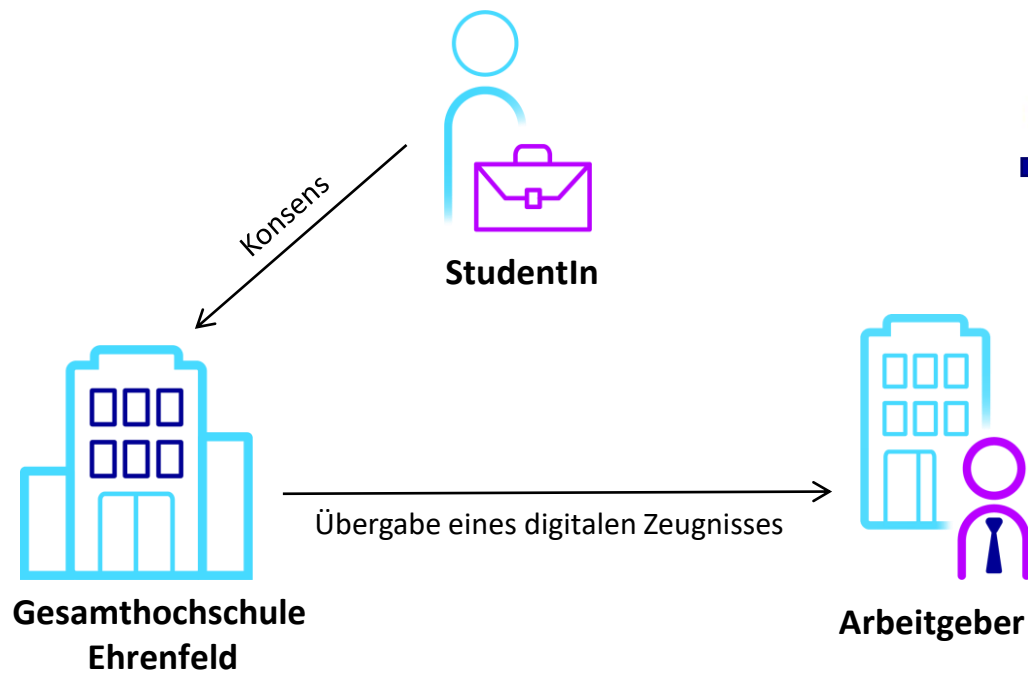 Konsens
StudentIn
Übergabe eines digitalen Zeugnisses
Gesamthochschule
Ehrenfeld
Arbeitgeber